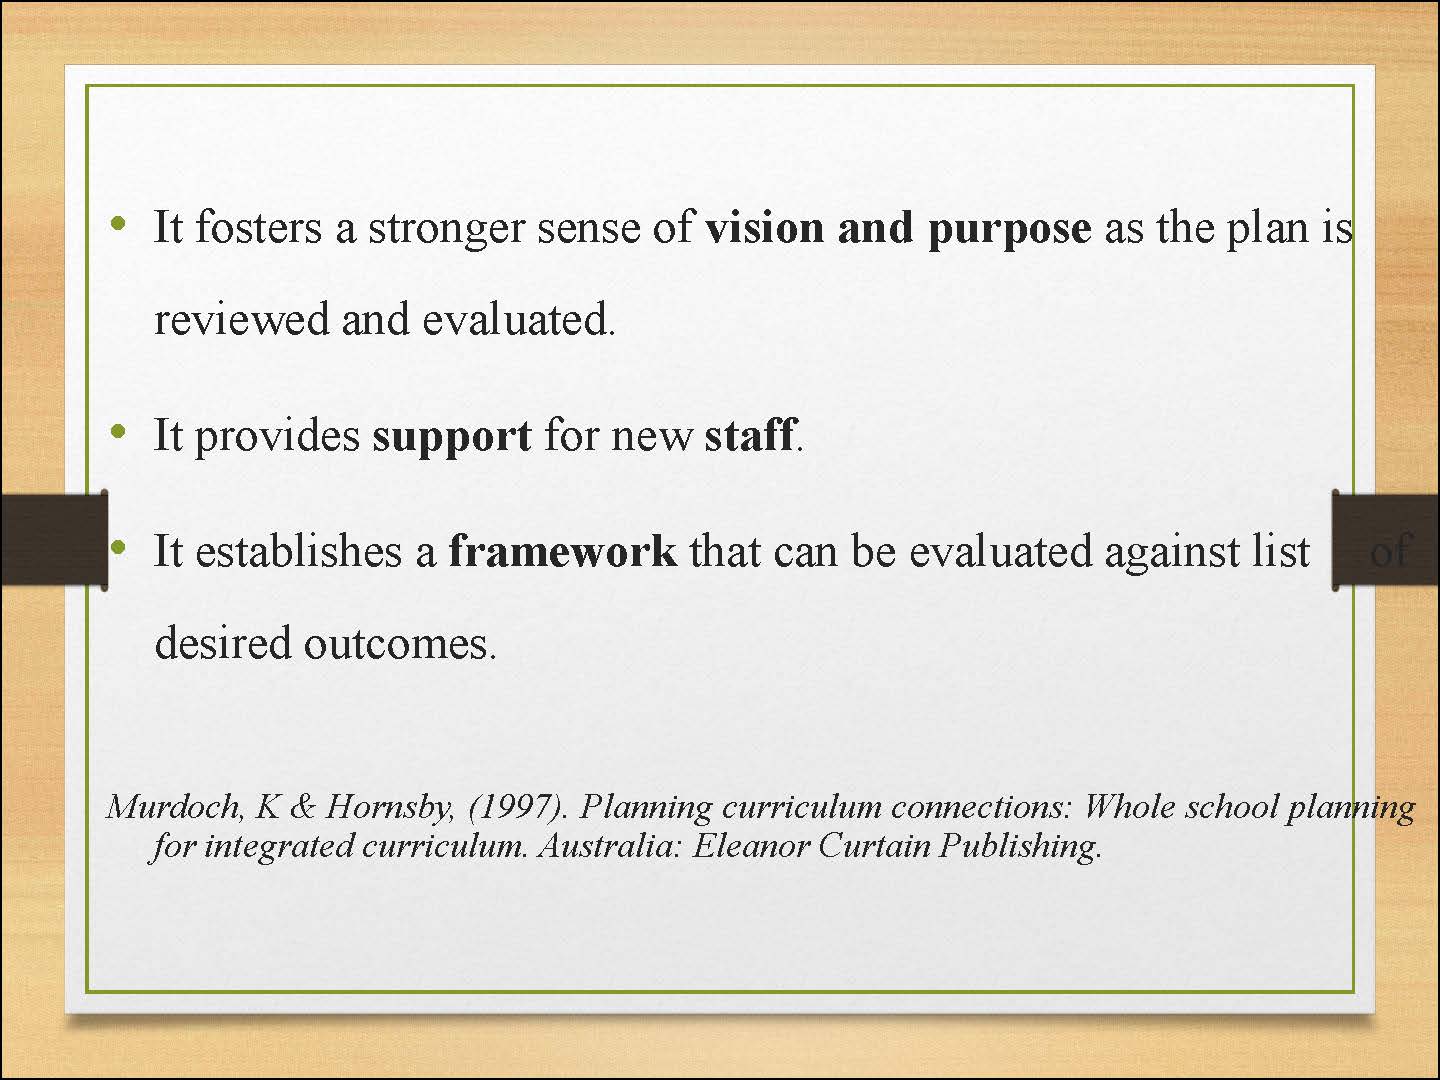 • It fosters a stronger sense of vision and purpose as the plan is
reviewed and evaluated.
• It provides support for new staff.
• It establishes a framework that can be evaluated against list of
desired outcomes.
Murdoch, K & Hornsby, (1997). Planning curriculum connections: Whole school planning
for integrated curriculum. Australia: Eleanor Curtain Publishing.